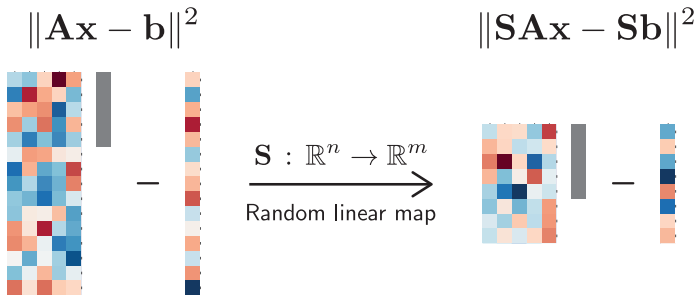 ‖Ax − b‖²
‖SAx − Sb‖²
−
S : ℝⁿ → ℝᵐ
Random linear map
−